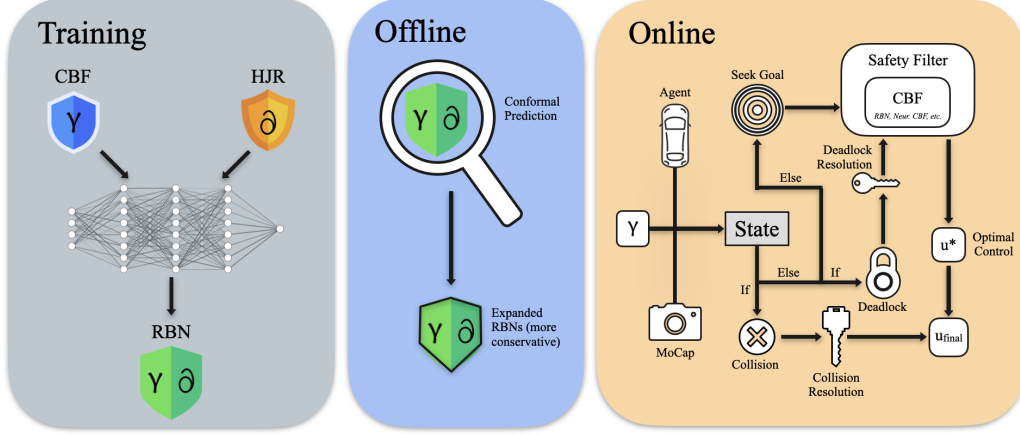 Training
CBF
HJR
γ
∂
RBN
γ ∂
Offline
γ ∂
Conformal
Prediction
γ ∂
Expanded
RBNs (more
conservative)
Online
Agent
Seek Goal
Safety Filter
CBF
RBN, Neur. CBF, etc.
Deadlock
Resolution
Else
γ
State
u*
Optimal
Control
Else
If
If
Deadlock
MoCap
Collision
Collision
Resolution
ufinal